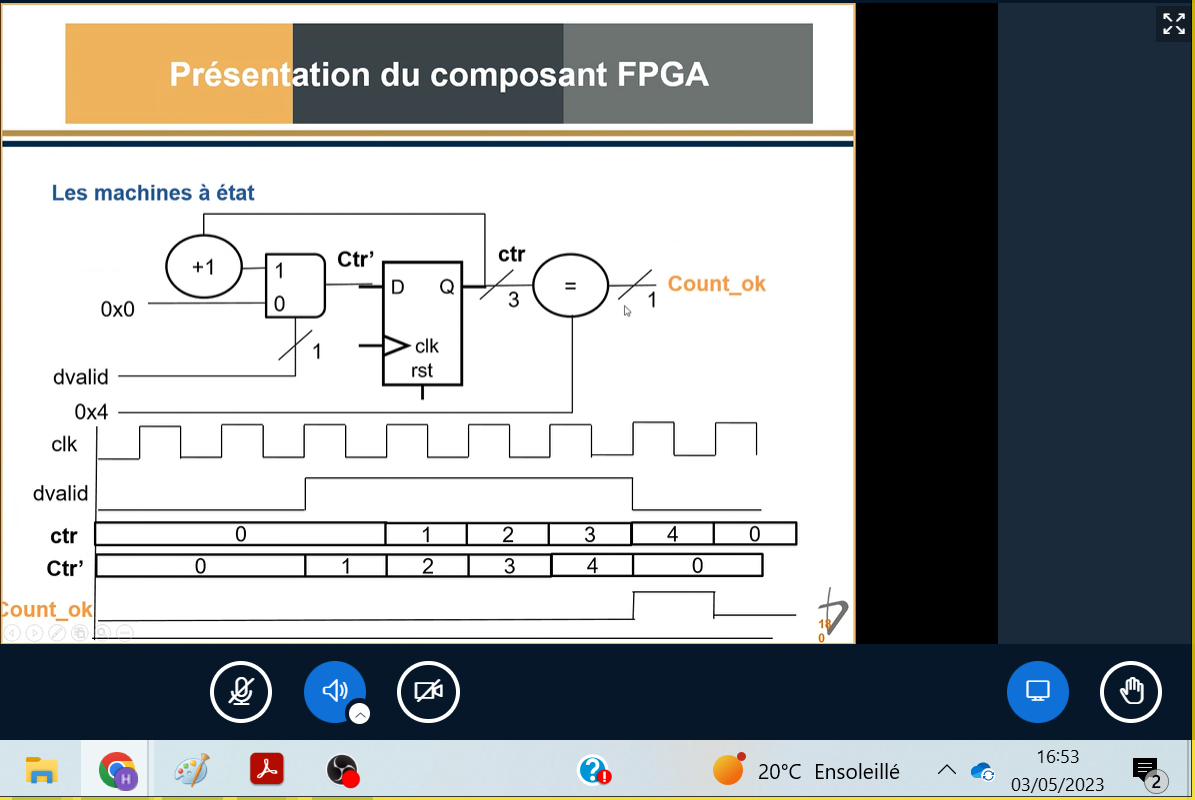 Présentation du composant FPGA
Les machines à état
+1
1
0
0x0
Ctr’
D
Q
clk
rst
ctr
3
=
1
Count_ok
1
dvalid
0x4
clk
dvalid
ctr
0
1
2
3
4
0
Ctr’
0
1
2
3
4
0
Count_ok
18
0
H
20°C Ensoleillé
16:53
03/05/2023
2